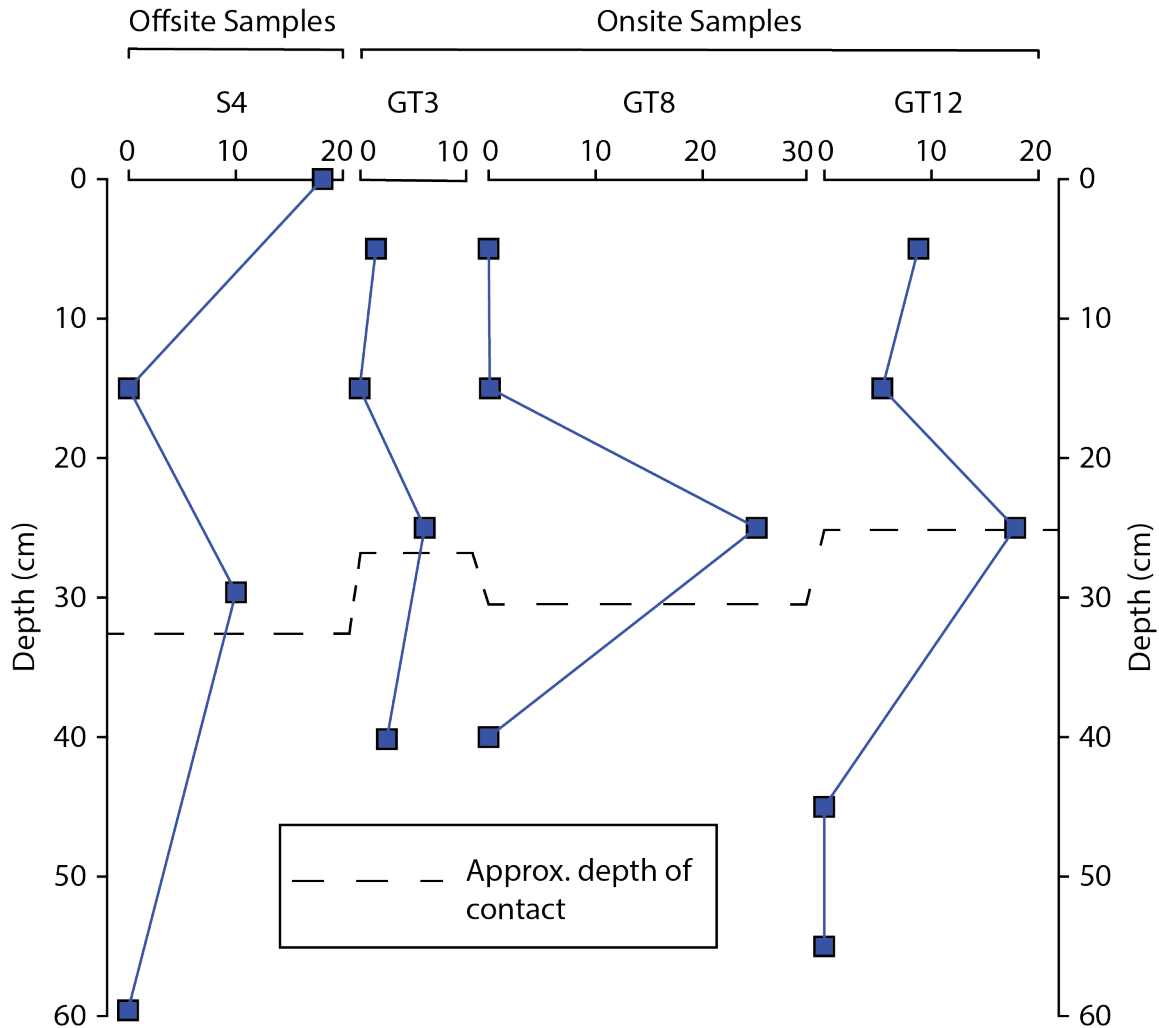 Offsite Samples Onsite Samples
S4 GT3 GT8 GT12
0 10 20 0 10 0 10 20 30 0 10 20
0 0
10 10
20 20
30 30
40 40
50 50
60 60
Depth (cm)
Depth (cm)
Approx. depth of
contact